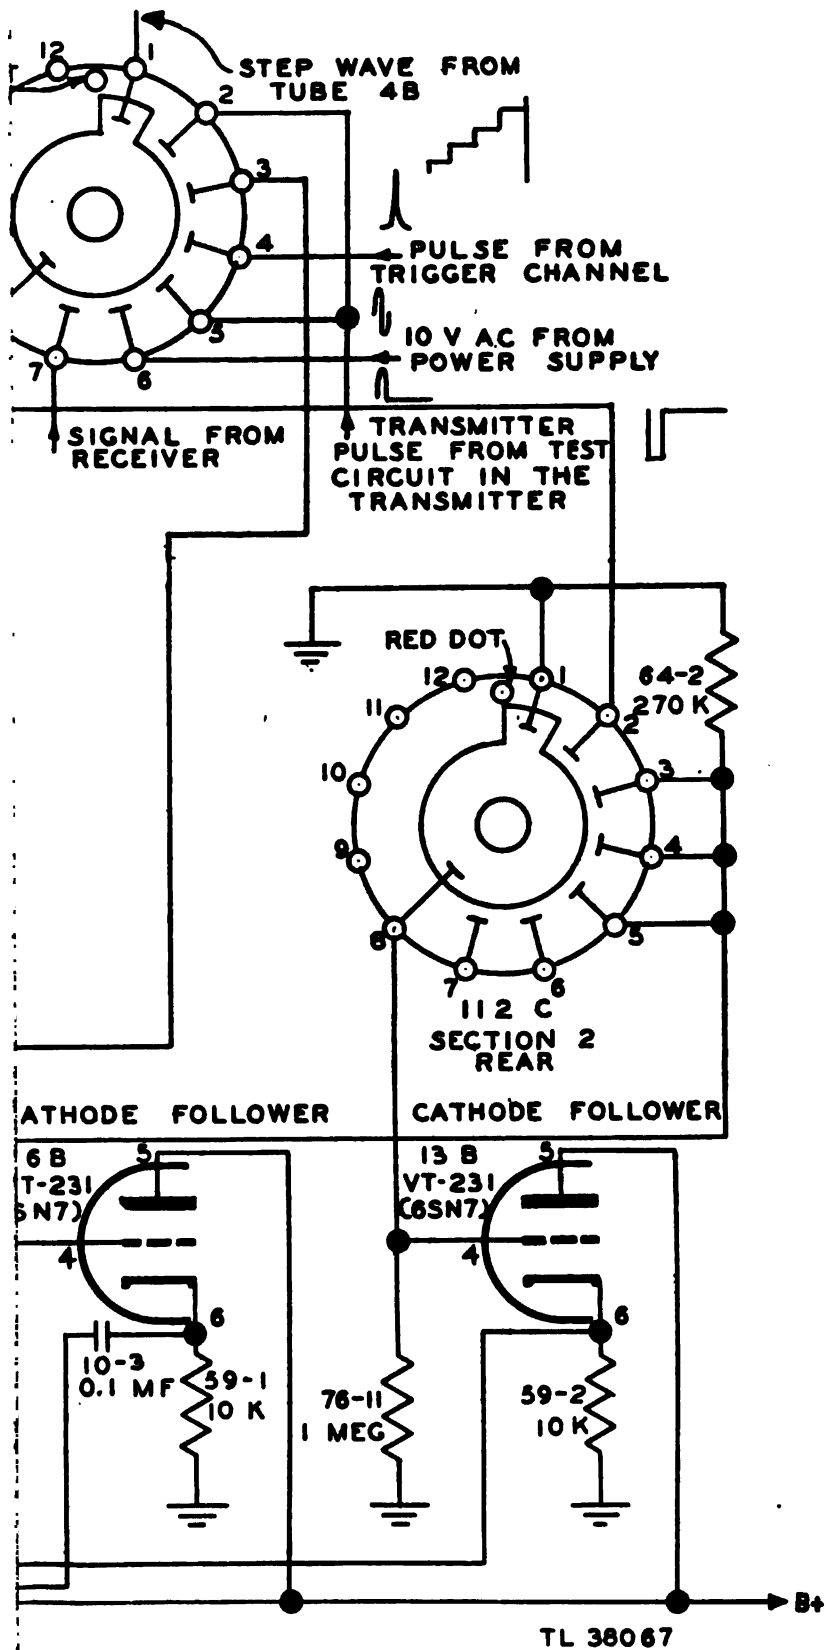 12
1
STEP WAVE FROM
TUBE 4B
2
3
4
PULSE FROM
TRIGGER CHANNEL
5
10 V AC FROM
POWER SUPPLY
7
6
SIGNAL FROM
RECEIVER
TRANSMITTER
PULSE FROM TEST
CIRCUIT IN THE
TRANSMITTER
RED DOT
12
1
64-2
270 K
11
2
10
3
9
4
8
5
7
6
112 C
SECTION 2
REAR
ATHODE FOLLOWER
CATHODE FOLLOWER
6 B
T-231
SN7)
5
4
6
13 B
VT-231
(6SN7)
5
4
6
10-3
0.1 MF
59-1
10 K
76-11
1 MEG
59-2
10 K
B+
TL 38067